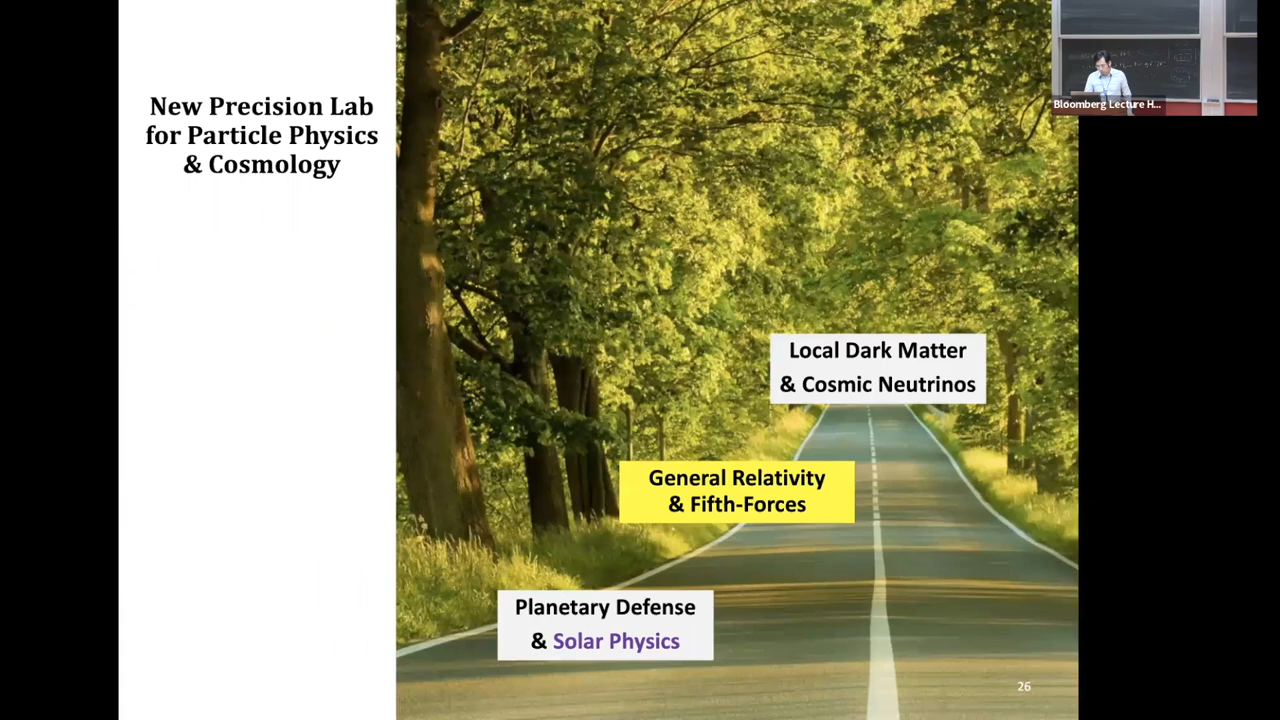 New Precision Lab
for Particle Physics
& Cosmology
Bloomberg Lecture H...
Local Dark Matter
& Cosmic Neutrinos
General Relativity
& Fifth-Forces
Planetary Defense
& Solar Physics
26